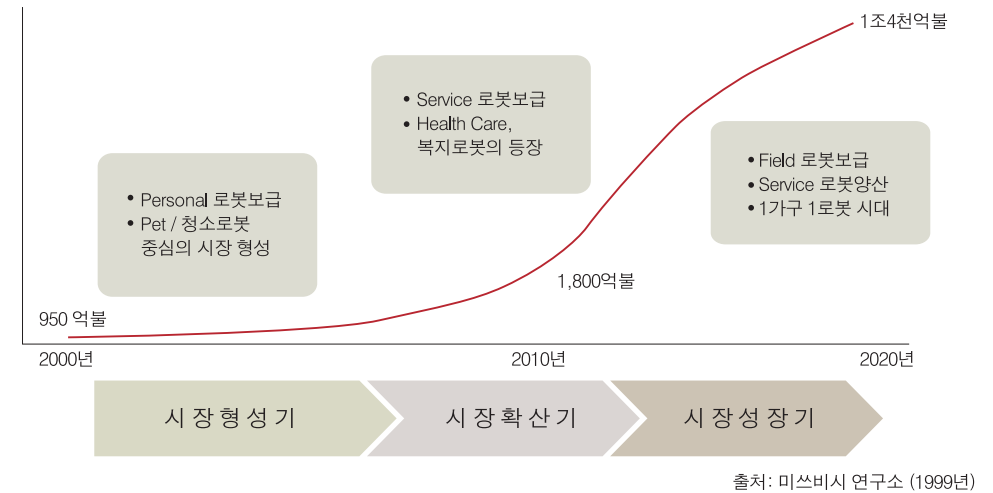 1조4천억불
• Service 로봇보급
• Health Care,
복지로봇의 등장
• Field 로봇보급
• Service 로봇양산
• 1가구 1로봇 시대
• Personal 로봇보급
• Pet / 청소로봇
중심의 시장 형성
1,800억불
950 억불
2000년
2010년
2020년
시장형성기
시장확산기
시장성장기
출처: 미쓰비시 연구소 (1999년)